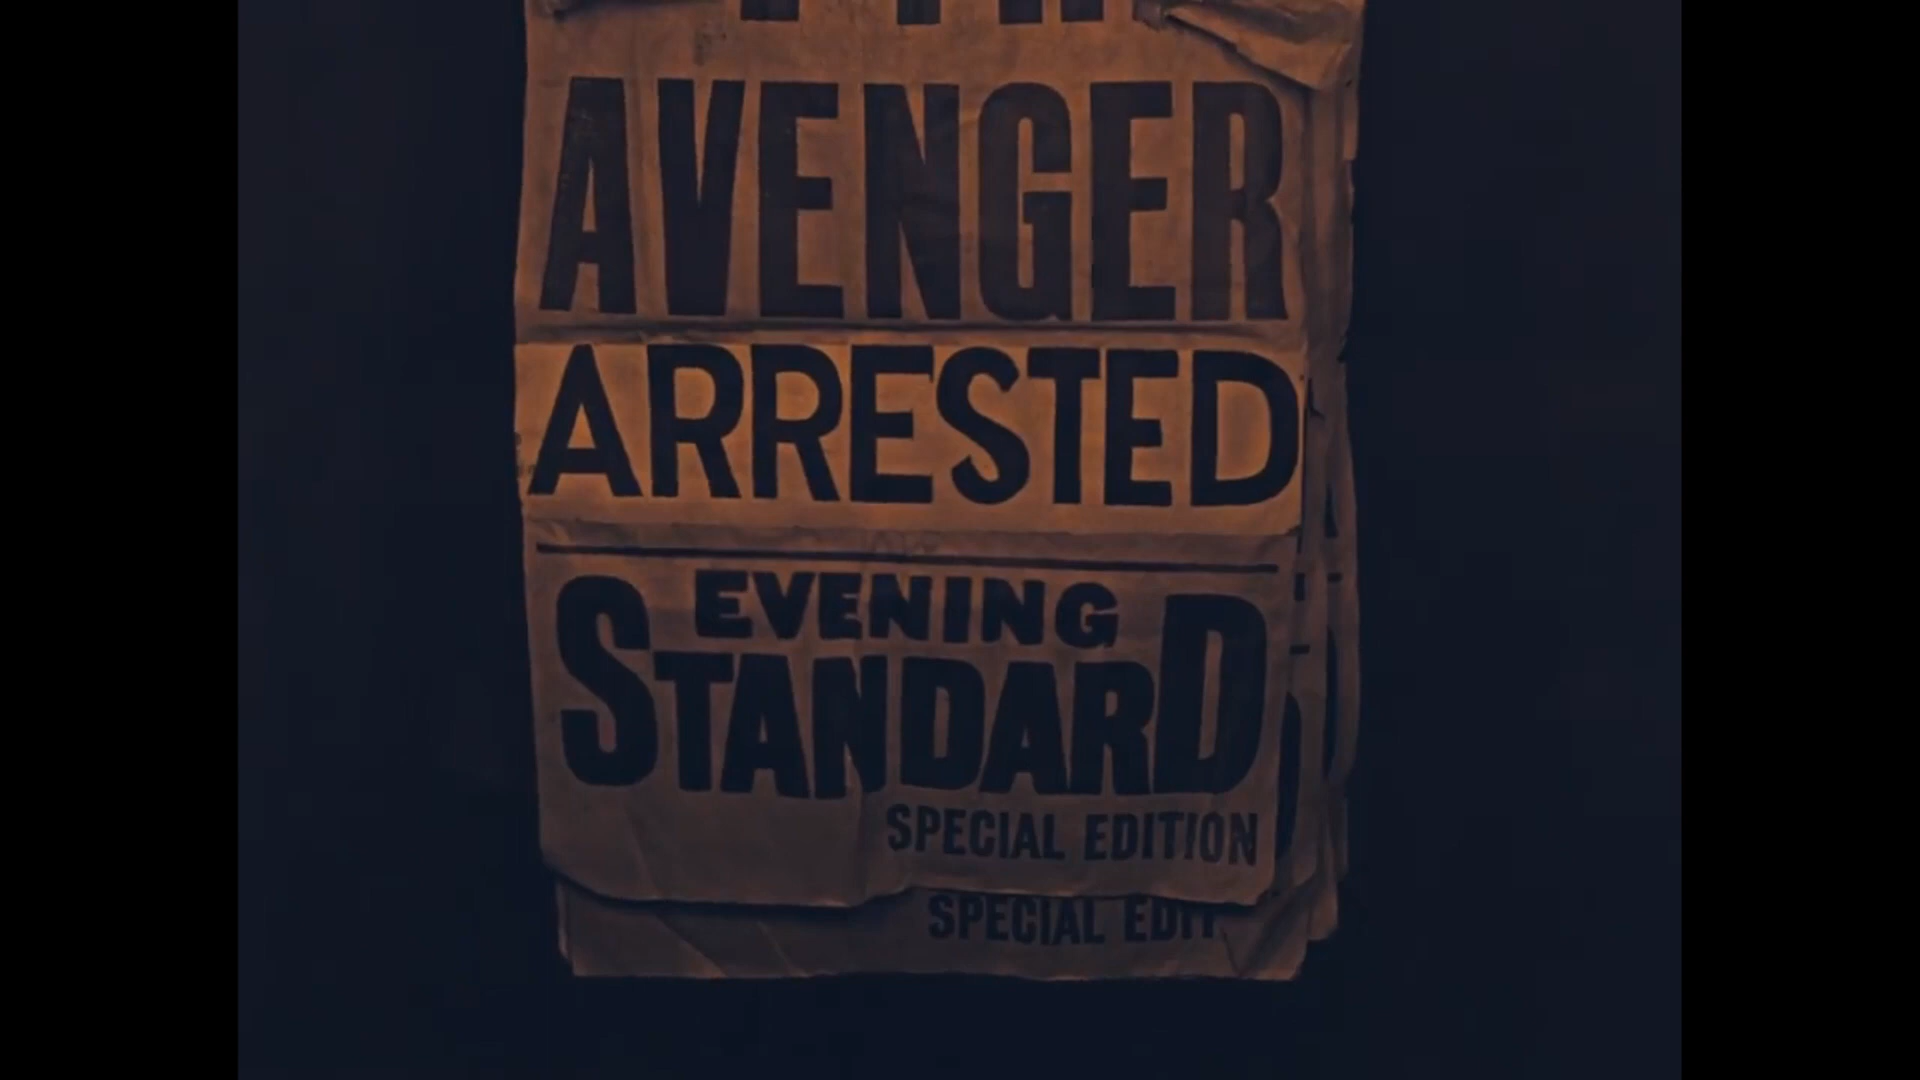 AVENGER
ARRESTED
EVENING
STANDARD
SPECIAL EDITION
SPECIAL EDIT